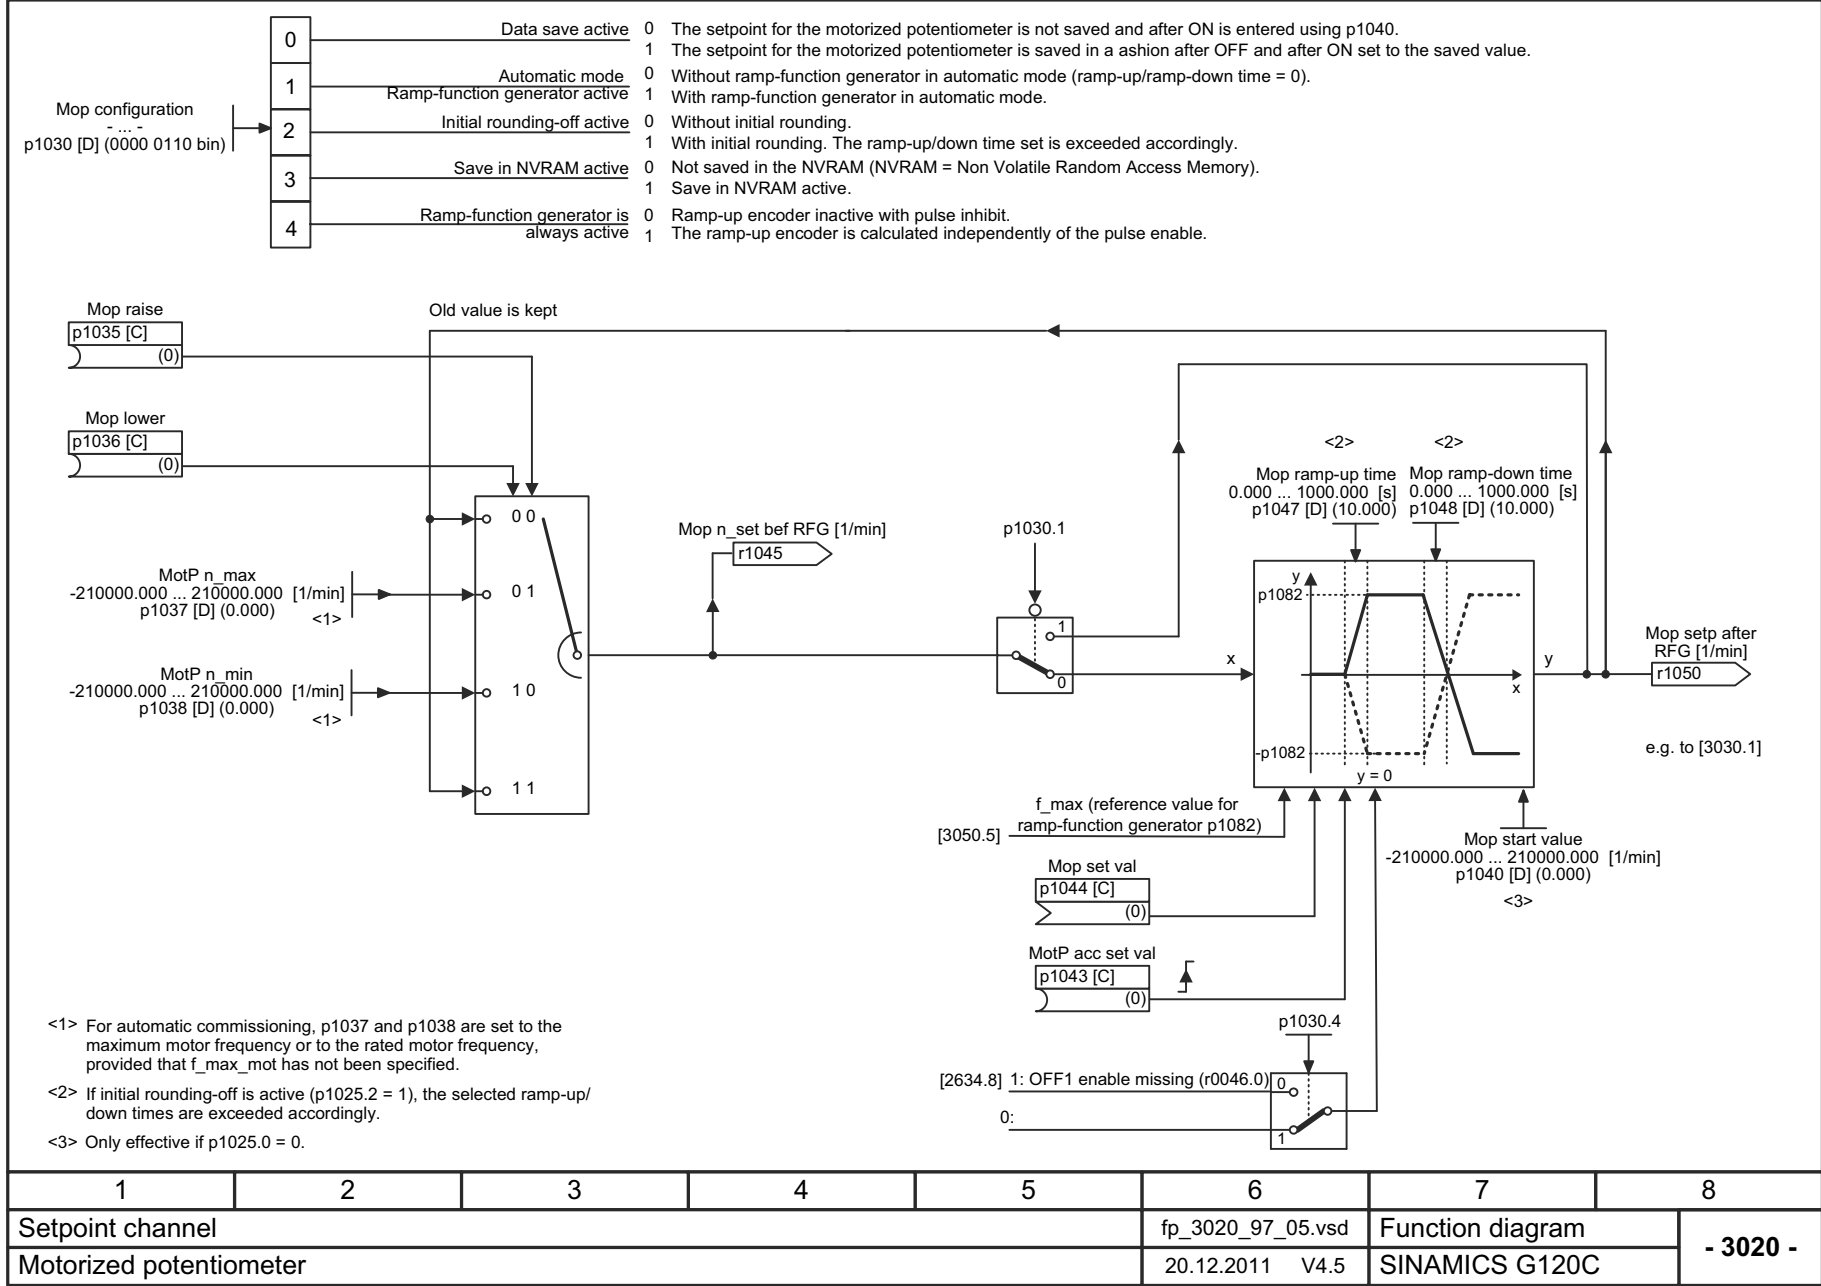 0 Data save active 0 The setpoint for the motorized potentiometer is not saved and after ON is entered using p1040.
1 The setpoint for the motorized potentiometer is saved in a ashion after OFF and after ON set to the saved value.
1 Automatic mode 0 Without ramp-function generator in automatic mode (ramp-up/ramp-down time = 0).
Ramp-function generator active 1 With ramp-function generator in automatic mode.
Mop configuration
- ... -
p1030 [D] (0000 0110 bin)
2 Initial rounding-off active 0 Without initial rounding.
1 With initial rounding. The ramp-up/down time set is exceeded accordingly.
3 Save in NVRAM active 0 Not saved in the NVRAM (NVRAM = Non Volatile Random Access Memory).
1 Save in NVRAM active.
4 Ramp-function generator is 0 Ramp-up encoder inactive with pulse inhibit.
always active 1 The ramp-up encoder is calculated independently of the pulse enable.
Mop raise
p1035 [C]
(0)
Old value is kept
Mop lower
p1036 [C]
(0)
0 0
0 1
1 0
1 1
MotP n_max
-210000.000 ... 210000.000 [1/min]
p1037 [D] (0.000)
<1>
MotP n_min
-210000.000 ... 210000.000 [1/min]
p1038 [D] (0.000)
<1>
Mop n_set bef RFG [1/min]
r1045
p1030.1
1
0
<2>
Mop ramp-up time
0.000 ... 1000.000 [s]
p1047 [D] (10.000)
<2>
Mop ramp-down time
0.000 ... 1000.000 [s]
p1048 [D] (10.000)
x
y
p1082
x
-p1082
y = 0
y
Mop setp after
RFG [1/min]
r1050
e.g. to [3030.1]
f_max (reference value for
[3050.5] ramp-function generator p1082)
Mop start value
-210000.000 ... 210000.000 [1/min]
p1040 [D] (0.000)
<3>
Mop set val
p1044 [C]
(0)
MotP acc set val
p1043 [C]
(0)
p1030.4
[2634.8] 1: OFF1 enable missing (r0046.0) 0
0:
1
<1> For automatic commissioning, p1037 and p1038 are set to the
maximum motor frequency or to the rated motor frequency,
provided that f_max_mot has not been specified.
<2> If initial rounding-off is active (p1025.2 = 1), the selected ramp-up/
down times are exceeded accordingly.
<3> Only effective if p1025.0 = 0.
1 2 3 4 5 6 7 8
Setpoint channel fp_3020_97_05.vsd Function diagram
- 3020 -
Motorized potentiometer 20.12.2011 V4.5 SINAMICS G120C